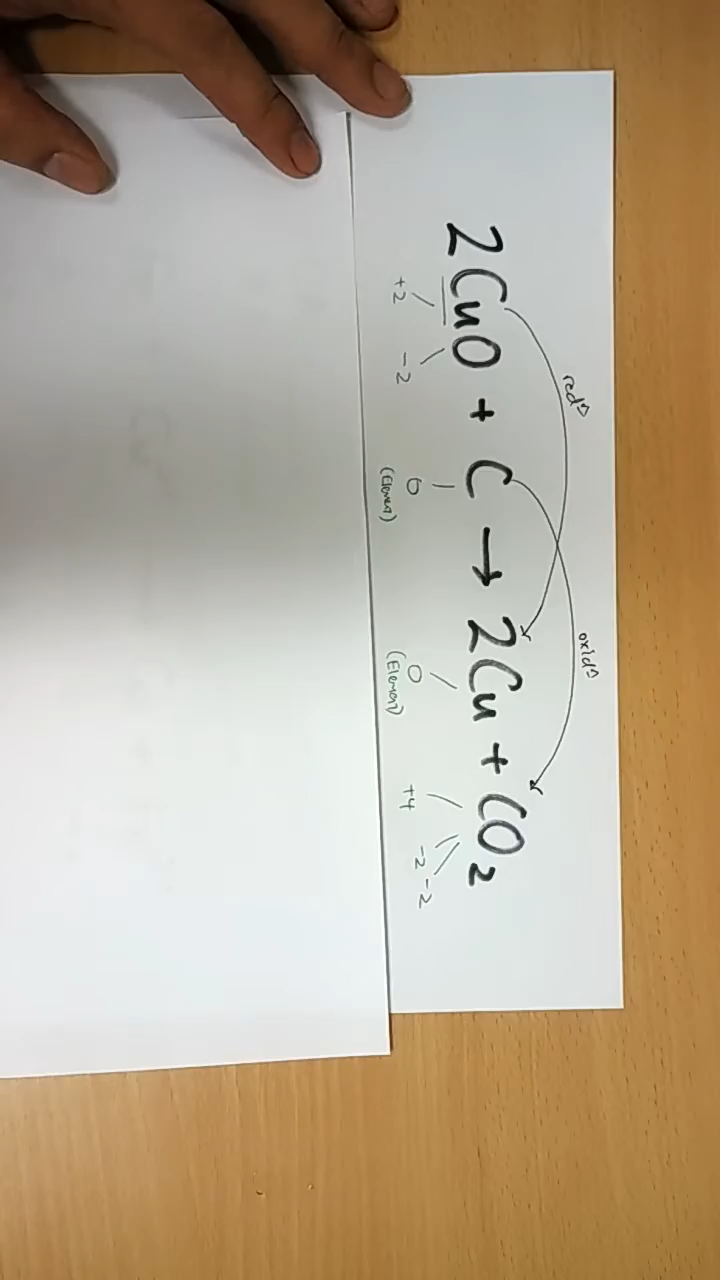 redⁿ oxidⁿ
2CuO + C → 2Cu + CO₂
+2 -2 0 0 +4 -2 -2
(Element) (Element)